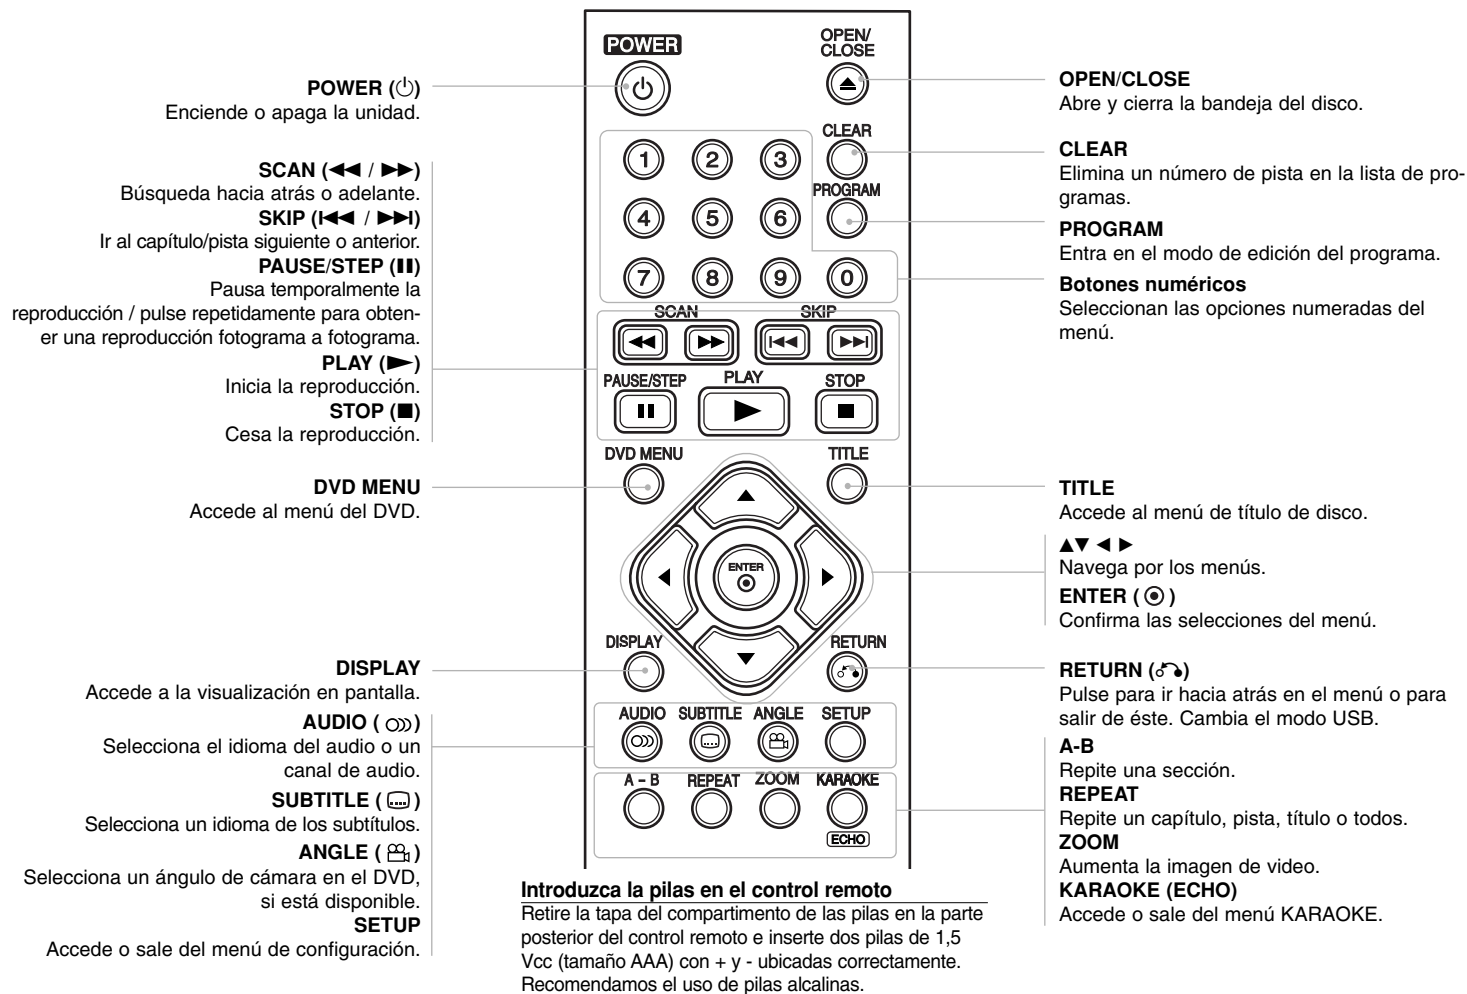 POWER (⏻)
Enciende o apaga la unidad.
SCAN (◀◀ / ▶▶)
Búsqueda hacia atrás o adelante.
SKIP (I◀◀ / ▶▶I)
Ir al capítulo/pista siguiente o anterior.
PAUSE/STEP (II)
Pausa temporalmente la
reproducción / pulse repetidamente para obten-
er una reproducción fotograma a fotograma.
PLAY (▶)
Inicia la reproducción.
STOP (■)
Cesa la reproducción.
DVD MENU
Accede al menú del DVD.
DISPLAY
Accede a la visualización en pantalla.
AUDIO ( )
Selecciona el idioma del audio o un
canal de audio.
SUBTITLE ( )
Selecciona un idioma de los subtítulos.
ANGLE ( )
Selecciona un ángulo de cámara en el DVD,
si está disponible.
SETUP
Accede o sale del menú de configuración.
POWER
OPEN/
CLOSE
CLEAR
1 2 3
PROGRAM
4 5 6
7 8 9 0
SCAN SKIP
◀◀ ▶▶ I◀◀ ▶▶I
PAUSE/STEP PLAY STOP
II ▶ ■
DVD MENU TITLE
▲
◀ ENTER ▶
▼
DISPLAY RETURN
AUDIO SUBTITLE ANGLE SETUP
A – B REPEAT ZOOM KARAOKE
ECHO
Introduzca la pilas en el control remoto
Retire la tapa del compartimento de las pilas en la parte
posterior del control remoto e inserte dos pilas de 1,5
Vcc (tamaño AAA) con + y - ubicadas correctamente.
Recomendamos el uso de pilas alcalinas.
OPEN/CLOSE
Abre y cierra la bandeja del disco.
CLEAR
Elimina un número de pista en la lista de pro-
gramas.
PROGRAM
Entra en el modo de edición del programa.
Botones numéricos
Seleccionan las opciones numeradas del
menú.
TITLE
Accede al menú de título de disco.
▲▼ ◀ ▶
Navega por los menús.
ENTER ( ◉ )
Confirma las selecciones del menú.
RETURN ( )
Pulse para ir hacia atrás en el menú o para
salir de éste. Cambia el modo USB.
A-B
Repite una sección.
REPEAT
Repite un capítulo, pista, título o todos.
ZOOM
Aumenta la imagen de video.
KARAOKE (ECHO)
Accede o sale del menú KARAOKE.